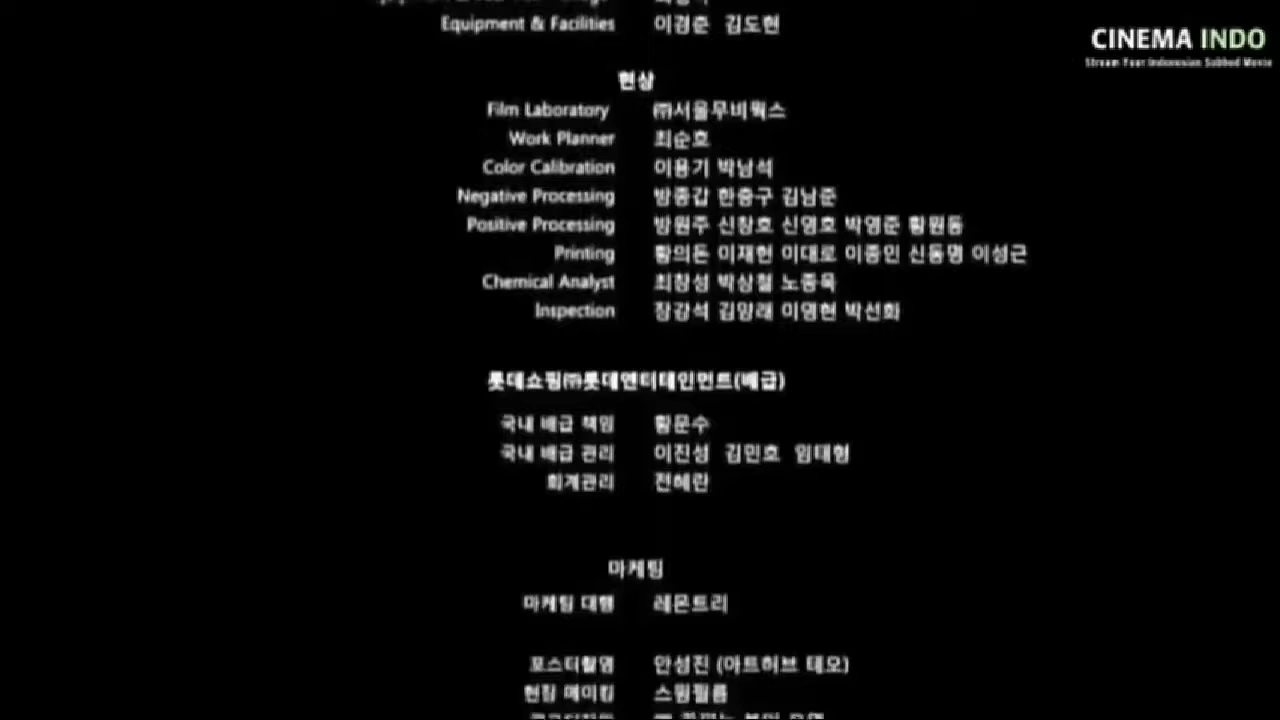 Equipment & Facilities 이경준 김도현
CINEMA INDO
Stream Your Indonesian Subbed Movie
현상
Film Laboratory ㈜서울무비웍스
Work Planner 최순호
Color Calibration 이용기 박남석
Negative Processing 방종갑 한충구 김남준
Positive Processing 방원주 신창호 신영호 박영준 황원동
Printing 황의돈 이재헌 이대로 이종민 신동명 이성근
Chemical Analyst 최창성 박상철 노종욱
Inspection 장강석 김양래 이영현 박선화
롯데쇼핑㈜롯데엔터테인먼트(배급)
국내 배급 책임 황문수
국내 배급 관리 이진성 김민호 임태형
회계관리 전혜란
마케팅
마케팅 대행 레몬트리
포스터촬영 안성진 (아트허브 테오)
현장 메이킹 스윙필름